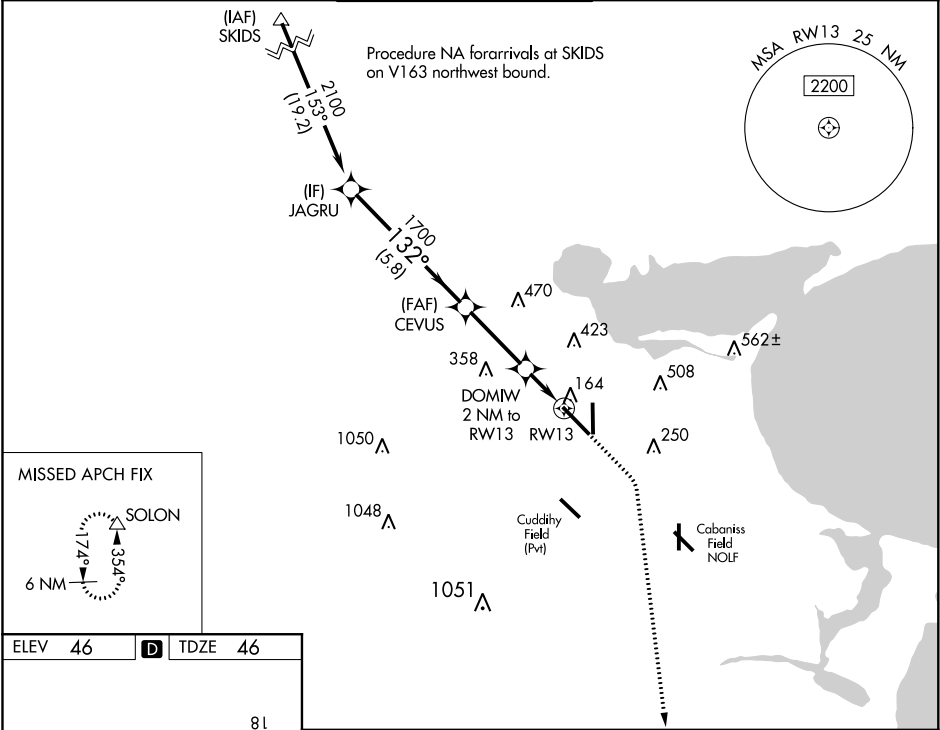 (IAF)
SKIDS
Procedure NA forarrivals at SKIDS
on V163 northwest bound.
MSA RW13 25 NM
2200
2100
153°
(19.2)
(IF)
JAGRU
1700
132°
(5.8)
(FAF)
CEVUS
470
423
562±
358
508
164
DOMIW
2 NM to
RW13
RW13
250
1050
MISSED APCH FIX
SOLON
174°
354°
6 NM
1048
Cuddihy
Field
(Pvt)
Cabaniss
Field
NOLF
1051
ELEV 46 D TDZE 46
18